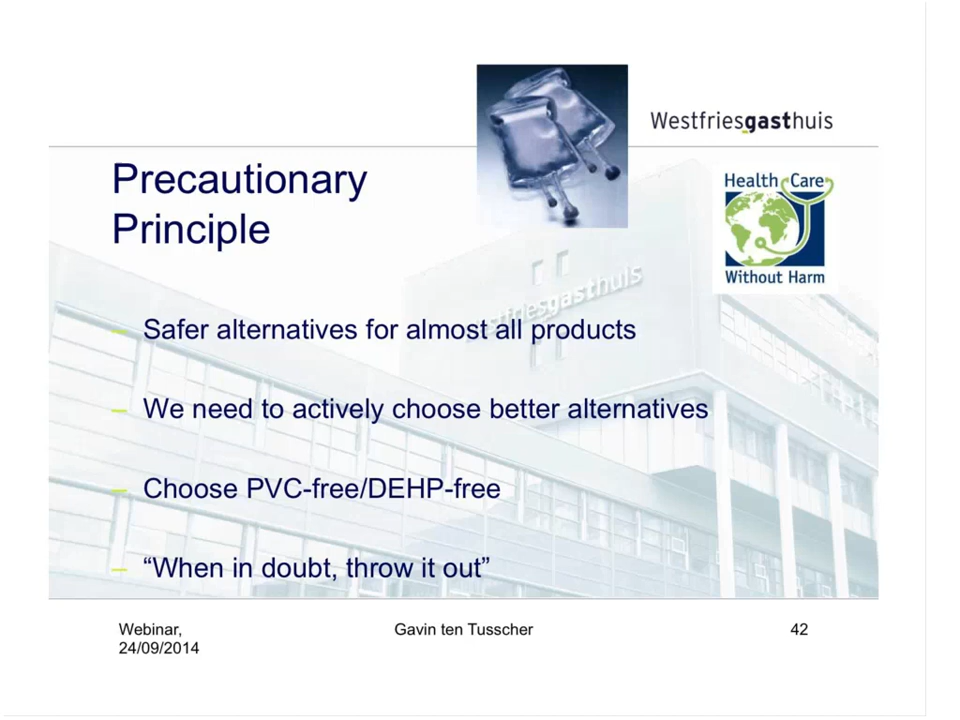 Westfriesgasthuis
Health Care
Without Harm
Precautionary
Principle
Westfriesgasthuis
– Safer alternatives for almost all products
– We need to actively choose better alternatives
– Choose PVC-free/DEHP-free
– “When in doubt, throw it out”
Webinar,
24/09/2014
Gavin ten Tusscher
42